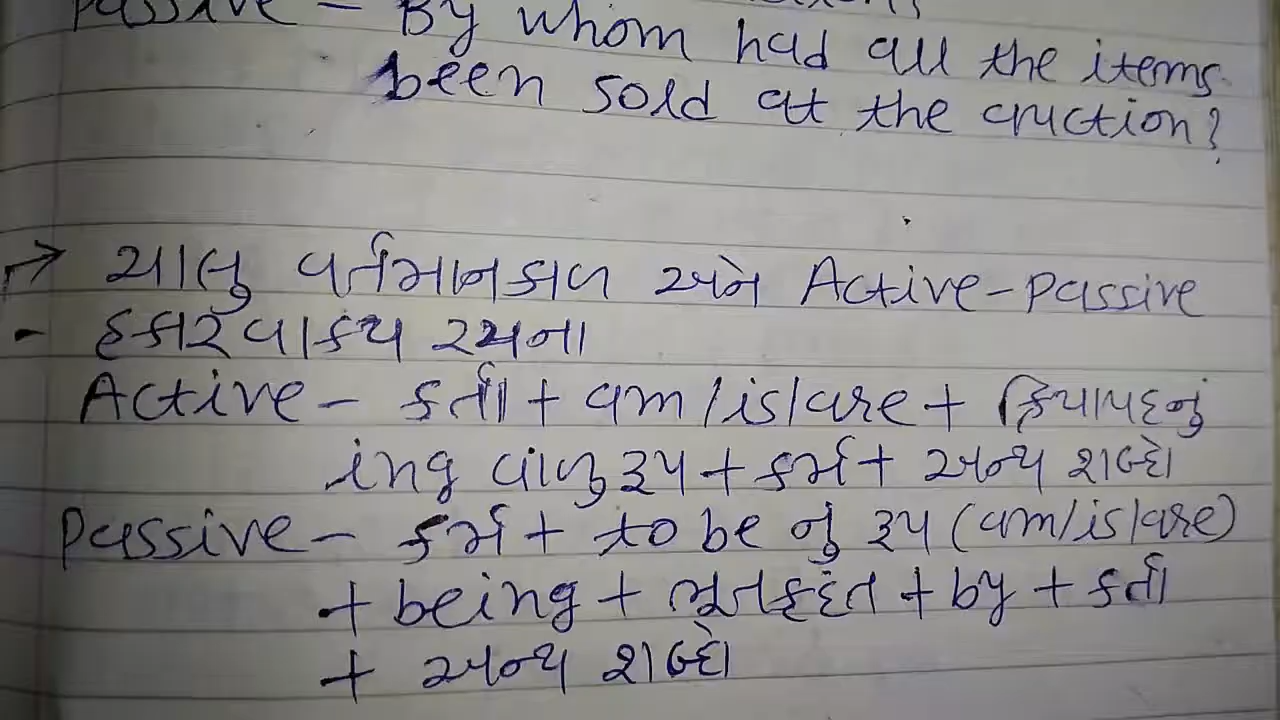 Passive - By whom had all the items
been sold at the auction?
→ ચાલુ વર્તમાનકાળ અને Active-Passive
- હકાર વાક્ય રચના
Active - કર્તા + am/is/are + ક્રિયાપદનું
ing વાળુ રૂપ + કર્મ + અન્ય શબ્દો
Passive - કર્મ + to be નું રૂપ (am/is/are)
+ being + ભૂતકૃદંત + by + કર્તા
+ અન્ય શબ્દો